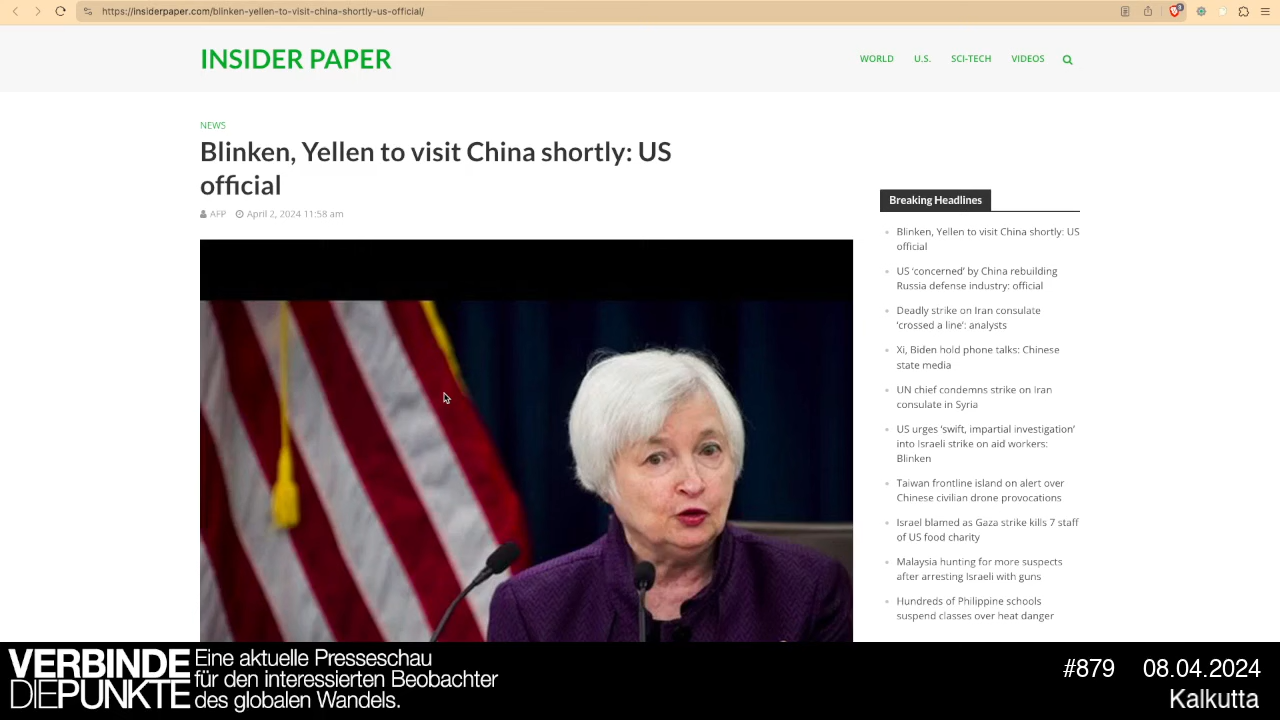 https://insiderpaper.com/blinken-yellen-to-visit-china-shortly-us-official/
INSIDER PAPER
WORLD U.S. SCI-TECH VIDEOS
NEWS
Blinken, Yellen to visit China shortly: US
official
AFP April 2, 2024 11:58 am
Breaking Headlines
Blinken, Yellen to visit China shortly: US
official
US ‘concerned’ by China rebuilding
Russia defense industry: official
Deadly strike on Iran consulate
‘crossed a line’: analysts
Xi, Biden hold phone talks: Chinese
state media
UN chief condemns strike on Iran
consulate in Syria
US urges ‘swift, impartial investigation’
into Israeli strike on aid workers:
Blinken
Taiwan frontline island on alert over
Chinese civilian drone provocations
Israel blamed as Gaza strike kills 7 staff
of US food charity
Malaysia hunting for more suspects
after arresting Israeli with guns
Hundreds of Philippine schools
suspend classes over heat danger
VERBINDE
DIEPUNKTE
Eine aktuelle Presseschau
für den interessierten Beobachter
des globalen Wandels.
#879 08.04.2024
Kalkutta